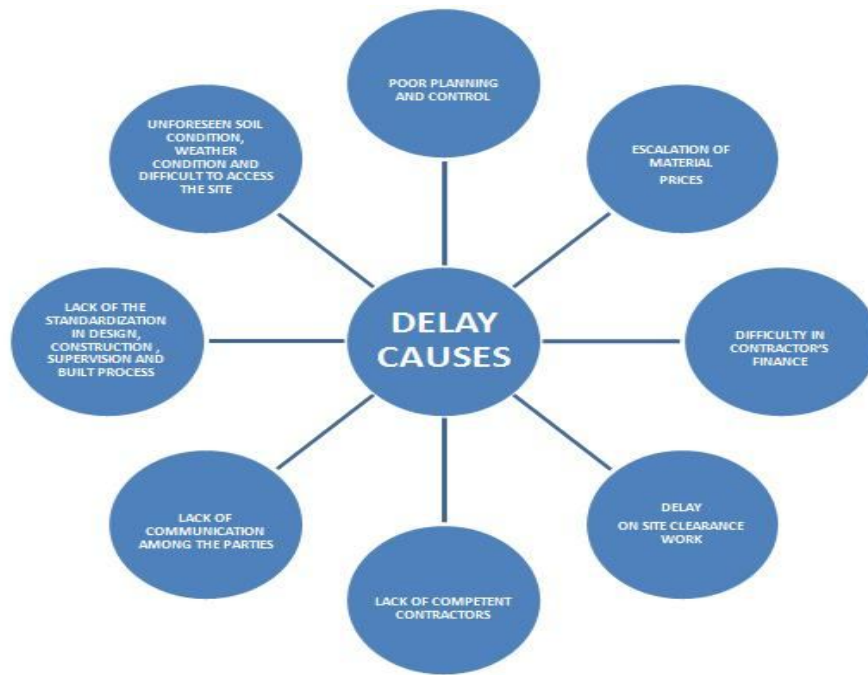 POOR PLANNING
AND CONTROL
ESCALATION OF
MATERIAL
PRICES
DIFFICULTY IN
CONTRACTOR'S
FINANCE
DELAY
ON SITE CLEARANCE
WORK
LACK OF COMPETENT
CONTRACTORS
LACK OF
COMMUNICATION
AMONG THE PARTIES
LACK OF THE
STANDARDIZATION
IN DESIGN,
CONSTRUCTION ,
SUPERVISION AND
BUILT PROCESS
UNFORESEEN SOIL
CONDITION,
WEATHER
CONDITION AND
DIFFICULT TO ACCESS
THE SITE
DELAY
CAUSES